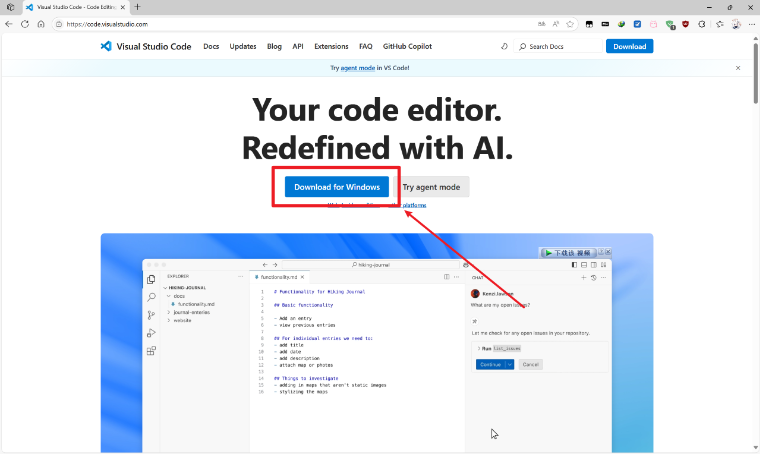 Visual Studio Code - Code Editing
https://code.visualstudio.com
Visual Studio Code Docs Updates Blog API Extensions FAQ GitHub Copilot Search Docs Download
Try agent mode in VS Code!
Your code editor.
Redefined with AI.
Download for Windows Try agent mode
platforms
下载该视频
hiking-journal
EXPLORER
functionality.md
CHAT
HIKING-JOURNAL
docs
functionality.md
journal-enteries
website
1 # Functionality for Hiking Journal
2
3 ## Basic functionality
4
5 - Add on entry
6 - view previous entries
7
8 ## For individual entries we need to:
9 - add title
10 - add date
11 - add description
12 - attach map or photos
13
14 ## Things to investigate
15 - adding in maps that aren't static images
16 - stylizing the maps
What are my open issues?
Let me check for any open issues in your repository.
Run list_issues
Continue Cancel